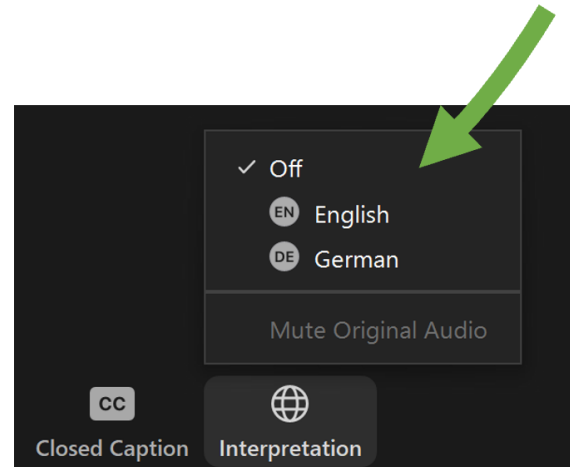 Off
EN English
DE German
Mute Original Audio
CC
Closed Caption Interpretation